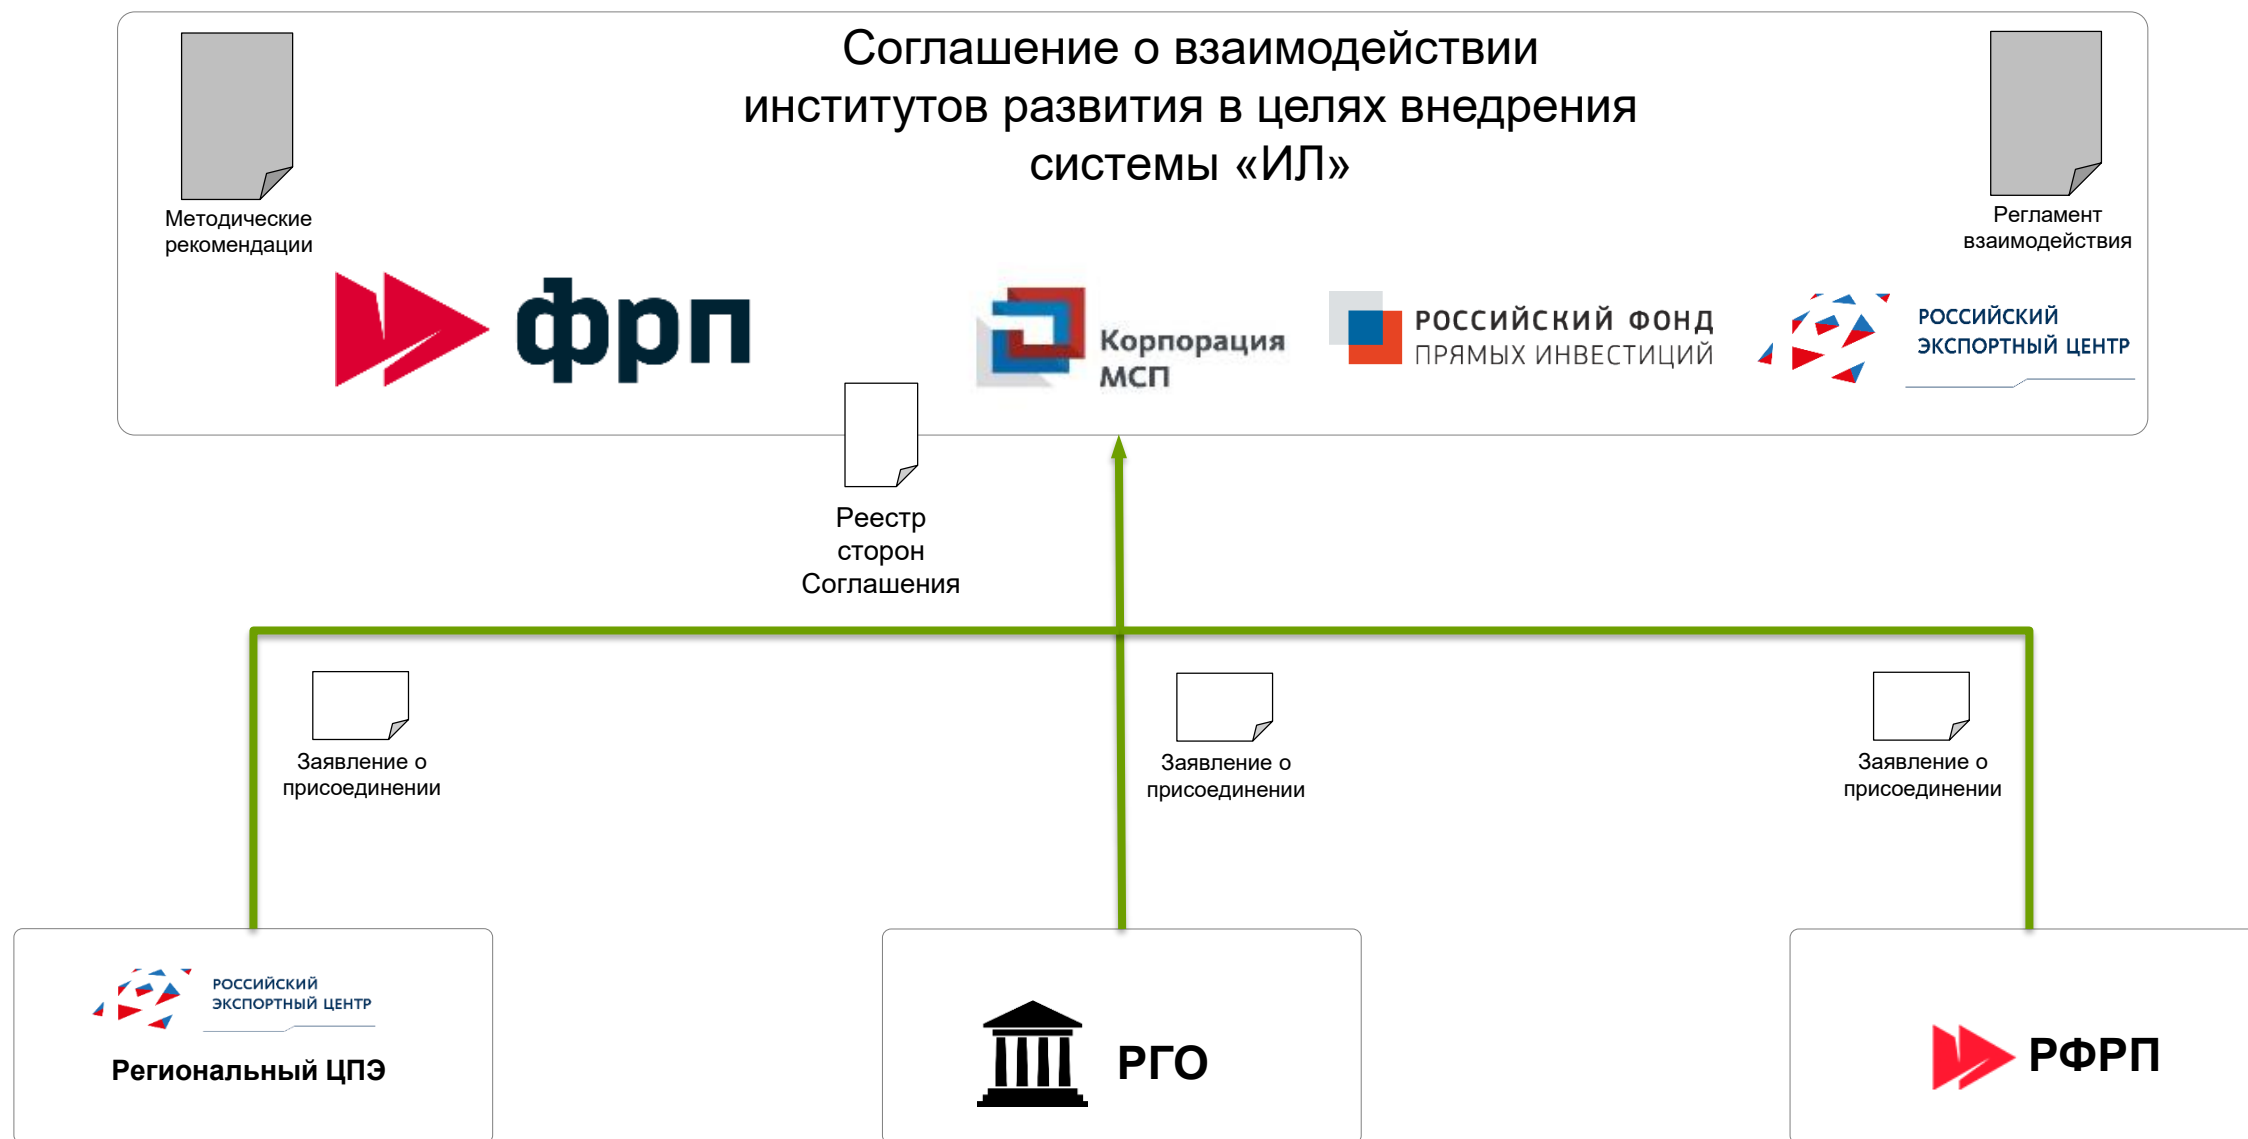 Соглашение о взаимодействии
институтов развития в целях внедрения
системы «ИЛ»
Методические
рекомендации
Регламент
взаимодействия
фрп
Корпорация
МСП
РОССИЙСКИЙ ФОНД
ПРЯМЫХ ИНВЕСТИЦИЙ
РОССИЙСКИЙ
ЭКСПОРТНЫЙ ЦЕНТР
Реестр
сторон
Соглашения
Заявление о
присоединении
Заявление о
присоединении
Заявление о
присоединении
РОССИЙСКИЙ
ЭКСПОРТНЫЙ ЦЕНТР
Региональный ЦПЭ
РГО
РФРП